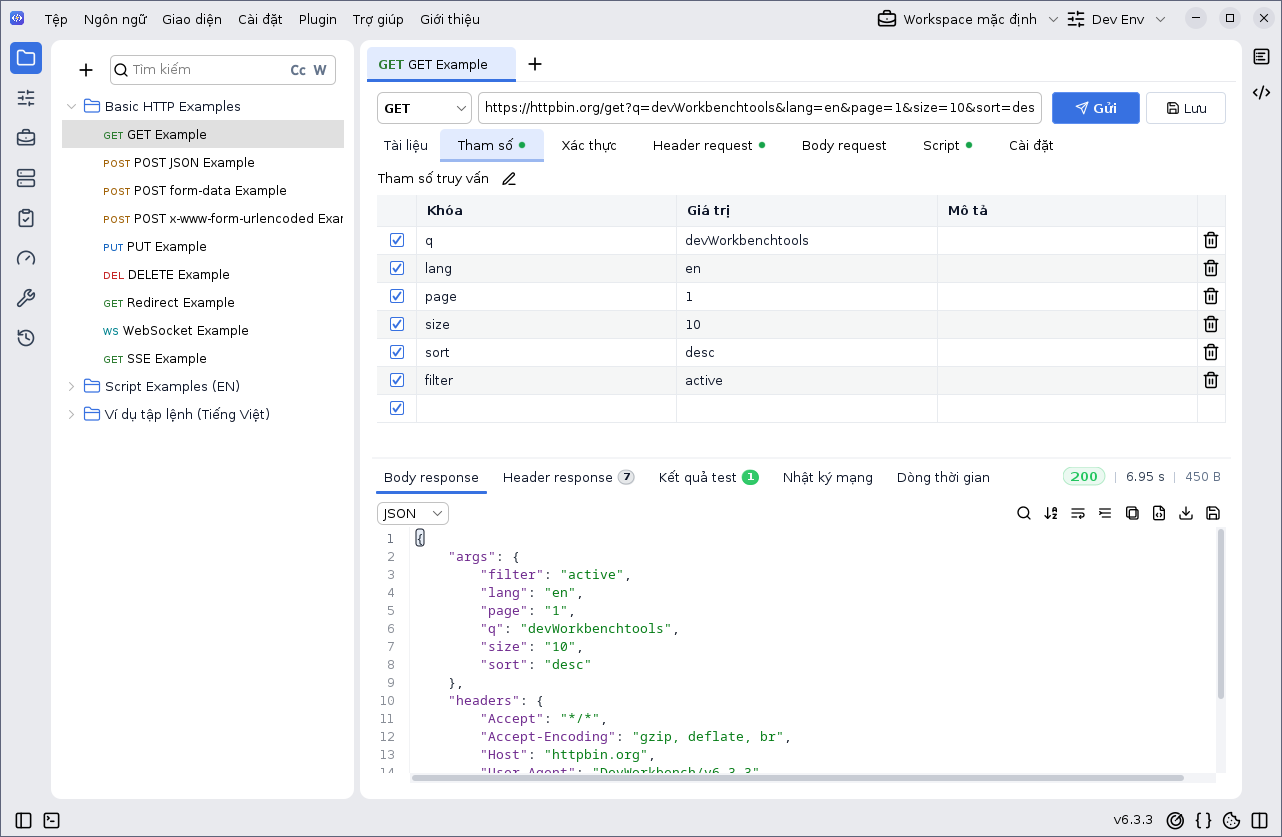 Tệp Ngôn ngữ Giao diện Cài đặt Plugin Trợ giúp Giới thiệu Workspace mặc định Dev Env
Tìm kiếm Cc W
Basic HTTP Examples
GET GET Example
POST POST JSON Example
POST POST form-data Example
POST POST x-www-form-urlencoded Exar
PUT PUT Example
DEL DELETE Example
GET Redirect Example
WS WebSocket Example
GET SSE Example
Script Examples (EN)
Ví dụ tập lệnh (Tiếng Việt)
GET GET Example
GET https://httpbin.org/get?q=devWorkbenchtools&lang=en&page=1&size=10&sort=des Gửi Lưu
Tài liệu Tham số Xác thực Header request Body request Script Cài đặt
Tham số truy vấn
Khóa Giá trị Mô tả
q devWorkbenchtools
lang en
page 1
size 10
sort desc
filter active
Body response Header response 7 Kết quả test 1 Nhật ký mạng Dòng thời gian 200 6.95 s 450 B
JSON
1 {
2 "args": {
3 "filter": "active",
4 "lang": "en",
5 "page": "1",
6 "q": "devWorkbenchtools",
7 "size": "10",
8 "sort": "desc"
9 },
10 "headers": {
11 "Accept": "*/*",
12 "Accept-Encoding": "gzip, deflate, br",
13 "Host": "httpbin.org",
14 "User-Agent": "DevWorkbench/v6.3.3"
v6.3.3